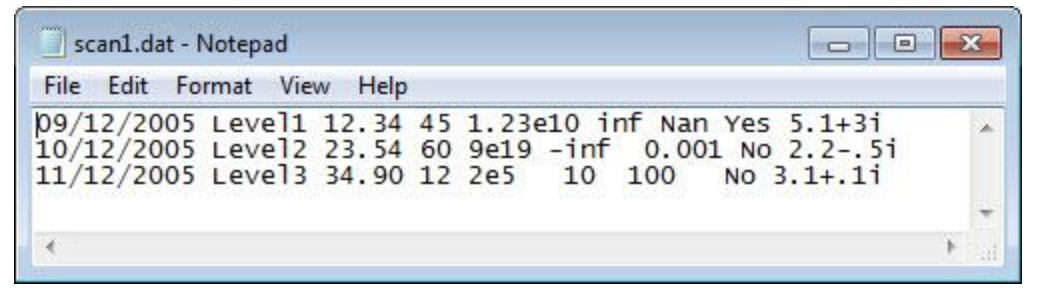 scan1.dat - Notepad
File Edit Format View Help
09/12/2005 Level1 12.34 45 1.23e10 inf Nan Yes 5.1+3i
10/12/2005 Level2 23.54 60 9e19 -inf  0.001 No 2.2-.5i
11/12/2005 Level3 34.90 12 2e5   10  100   No 3.1+.1i